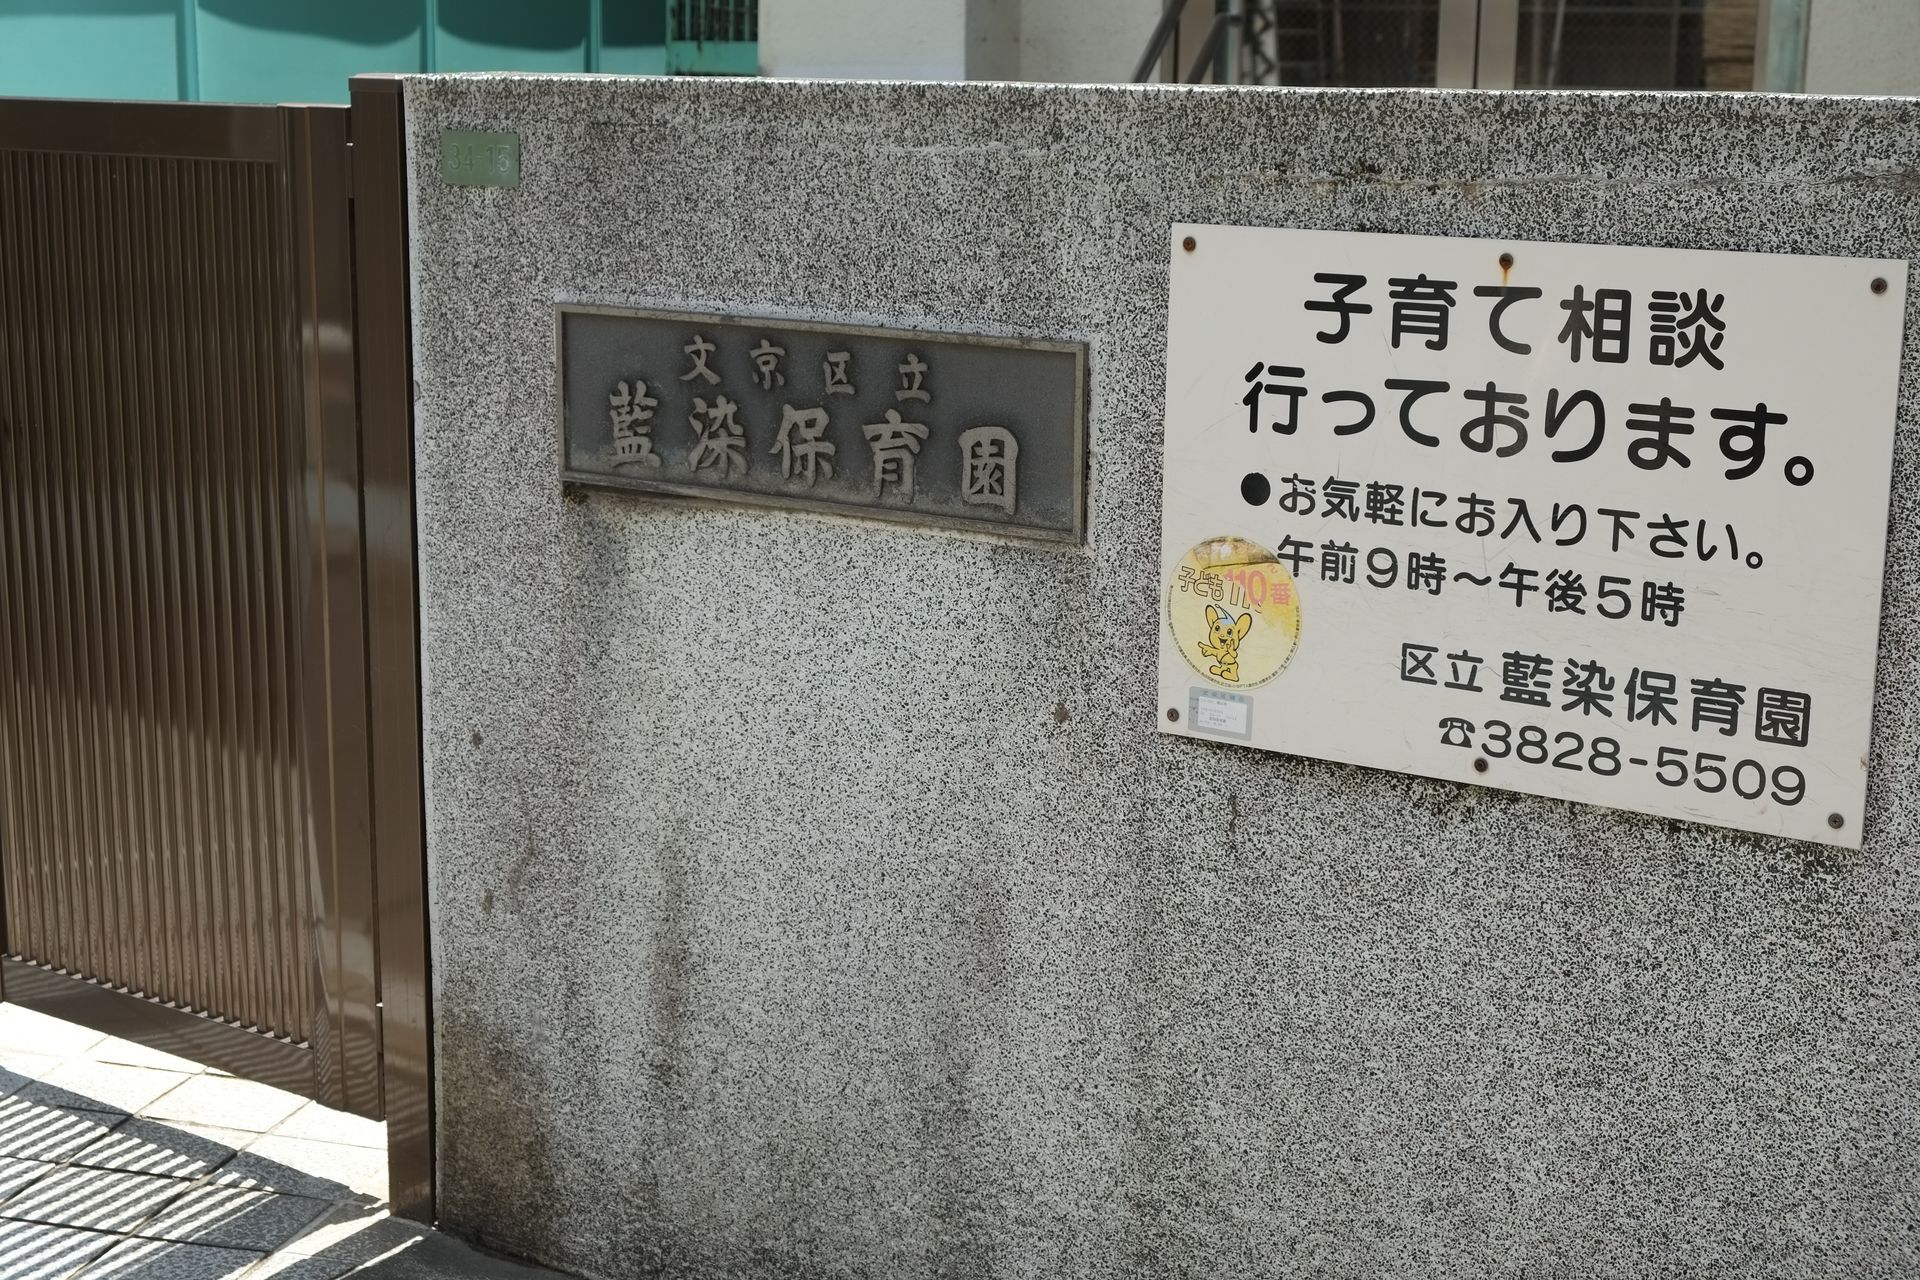 34-15
文京区立
藍染保育園
子育て相談
行っております。
●お気軽にお入り下さい。
午前9時～午後5時
子ども110番
区立 藍染保育園
☎3828-5509